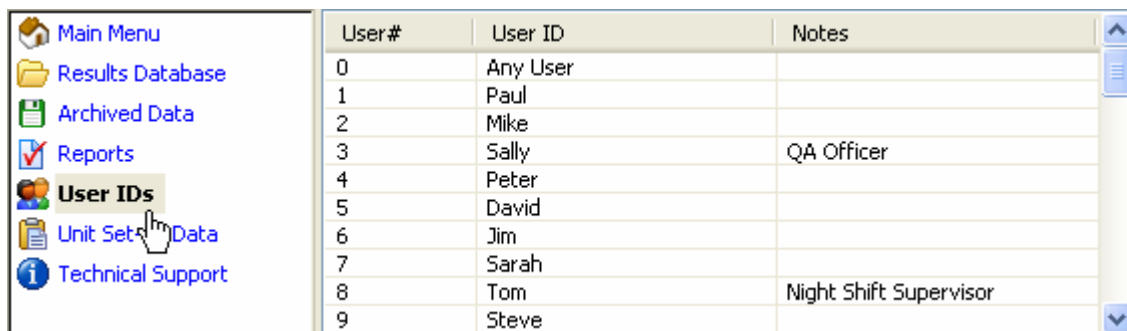 Main Menu
Results Database
Archived Data
Reports
User IDs
Unit Set Data
Technical Support
User# User ID Notes
0 Any User
1 Paul
2 Mike
3 Sally QA Officer
4 Peter
5 David
6 Jim
7 Sarah
8 Tom Night Shift Supervisor
9 Steve